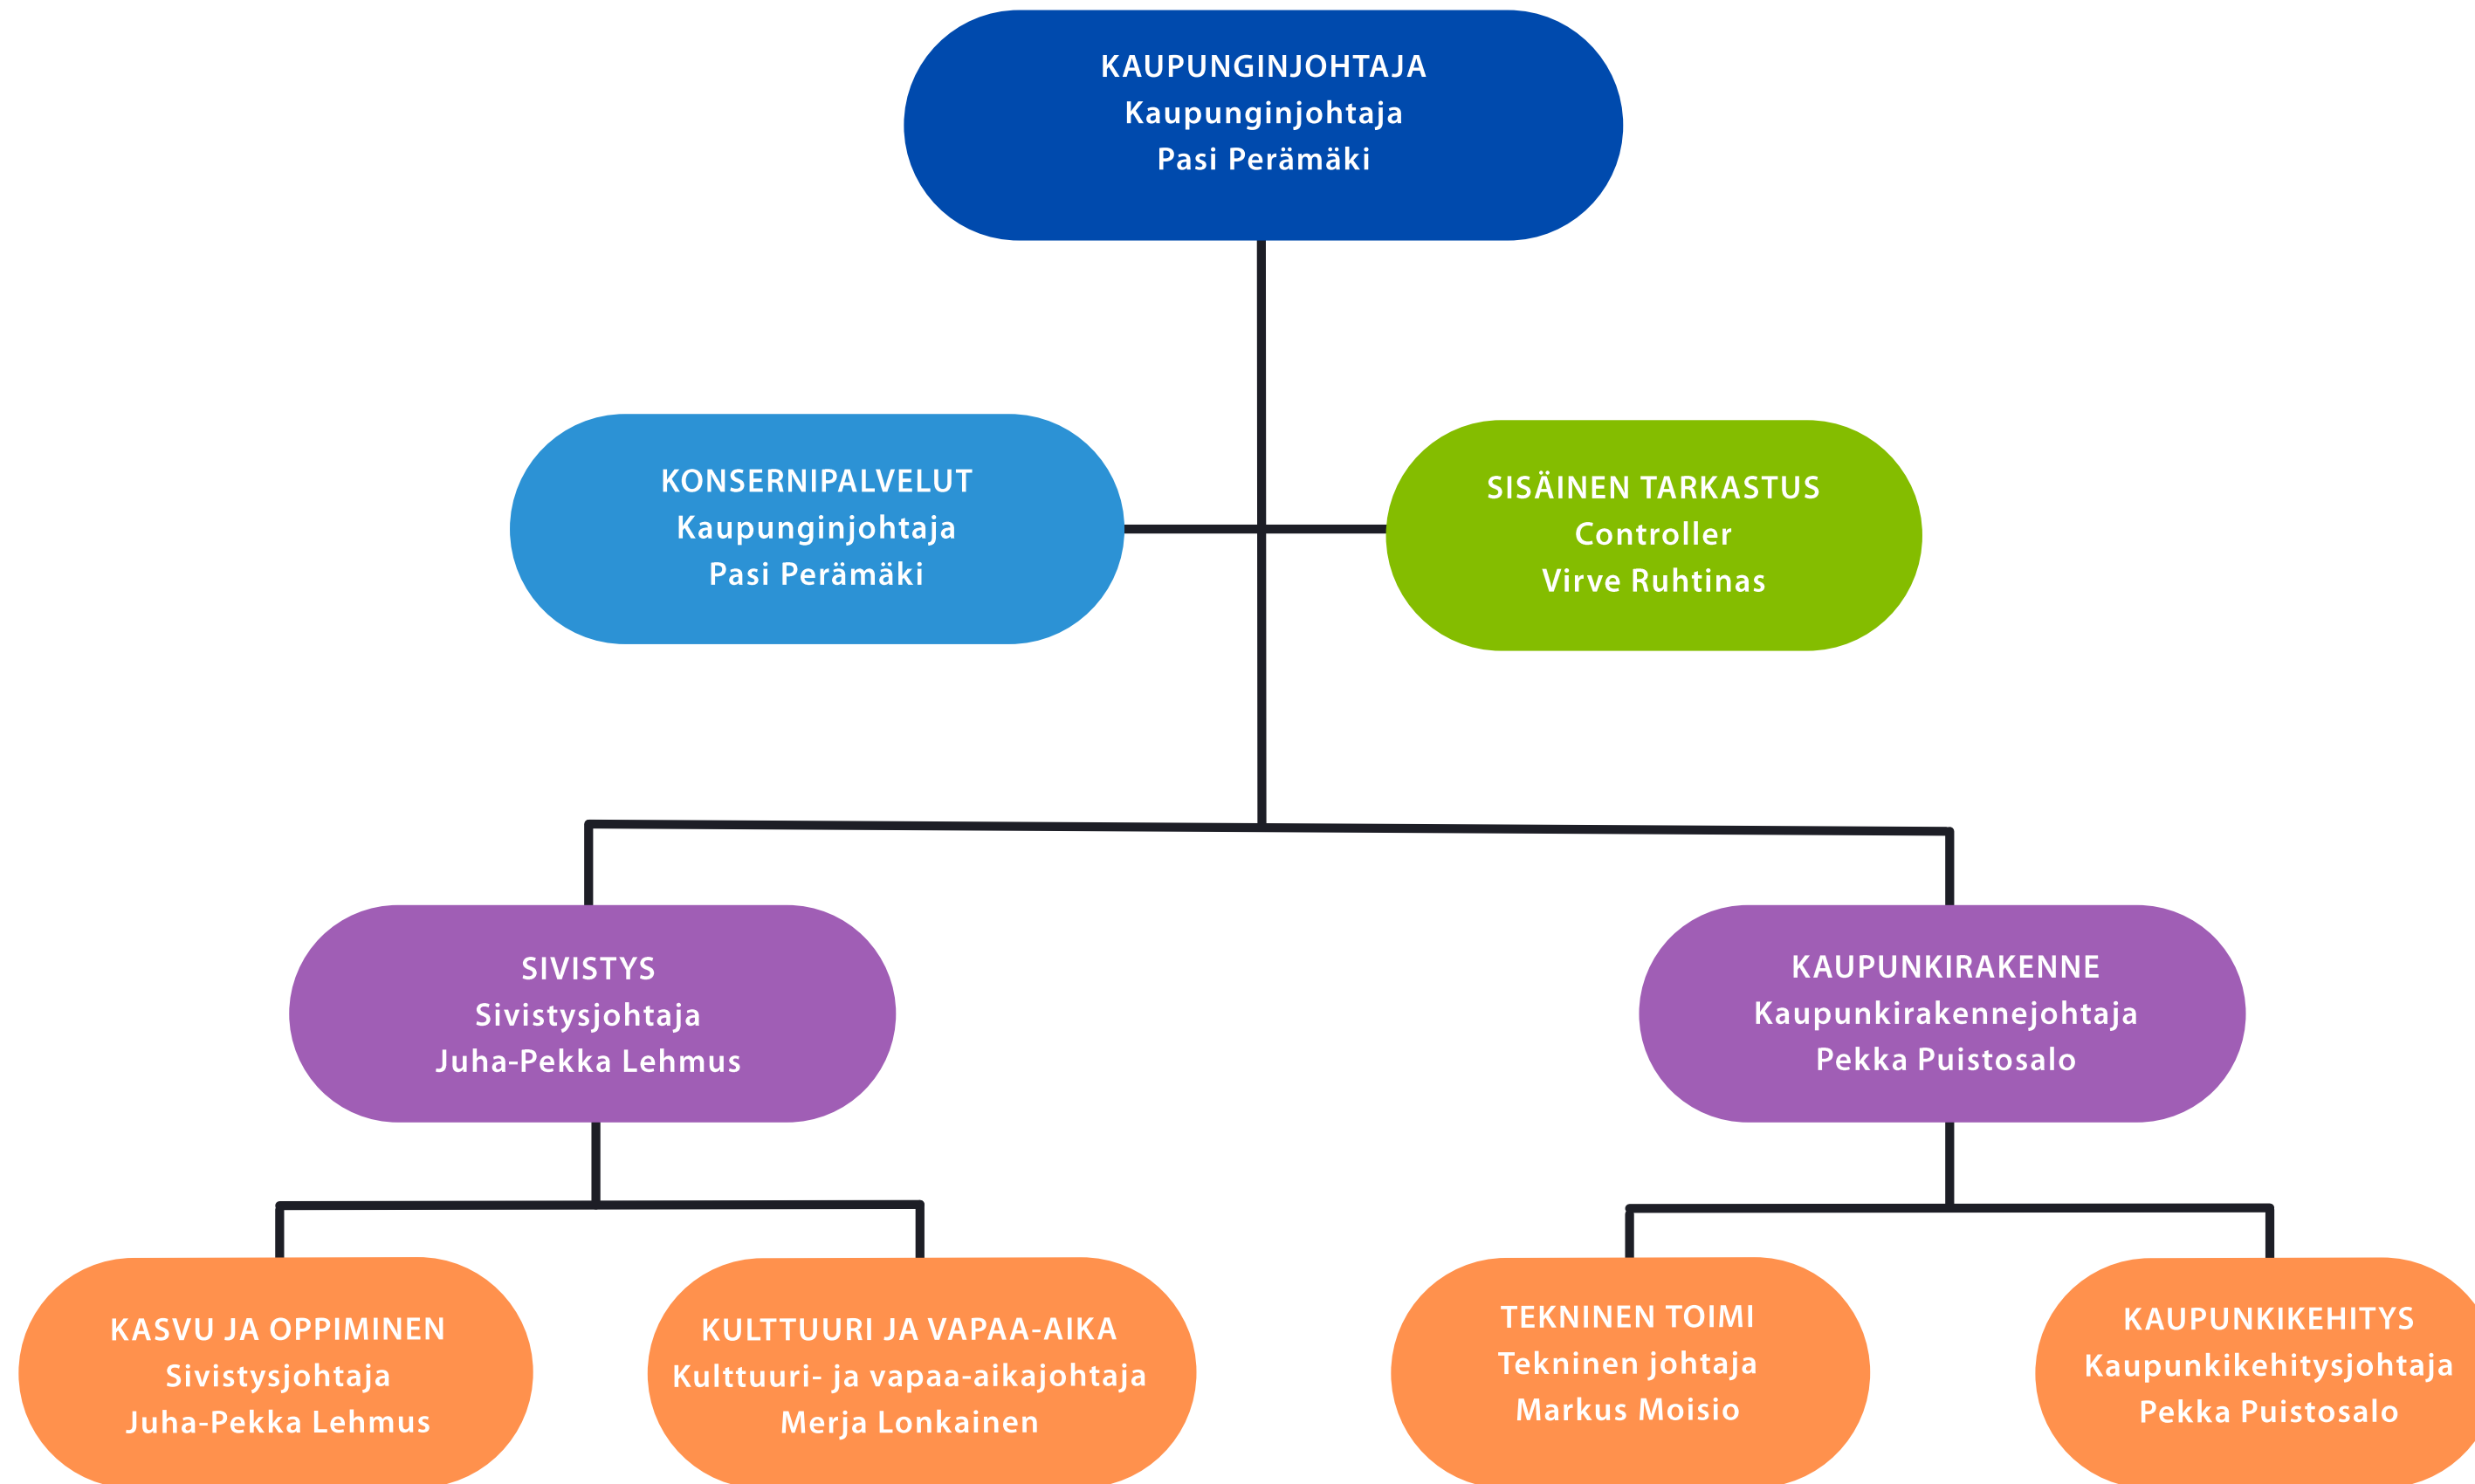 KAUPUNGINJOHTAJA
Kaupunginjohtaja
Pasi Perämäki
KONSERNIPALVELUT
Kaupunginjohtaja
Pasi Perämäki
SISÄINEN TARKASTUS
Controller
Virve Ruhtinas
SIVISTYS
Sivistysjohtaja
Juha-Pekka Lehmus
KAUPUNKIRAKENNE
Kaupunkirakennejohtaja
Pekka Puistosalo
KASVU JA OPPIMINEN
Sivistysjohtaja
Juha-Pekka Lehmus
KULTTUURI JA VAPAA-AIKA
Kulttuuri- ja vapaa-aikajohtaja
Merja Lonkainen
TEKNINEN TOIMI
Tekninen johtaja
Markus Moisio
KAUPUNKIKEHITYS
Kaupunkikehitysjohtaja
Pekka Puistosalo